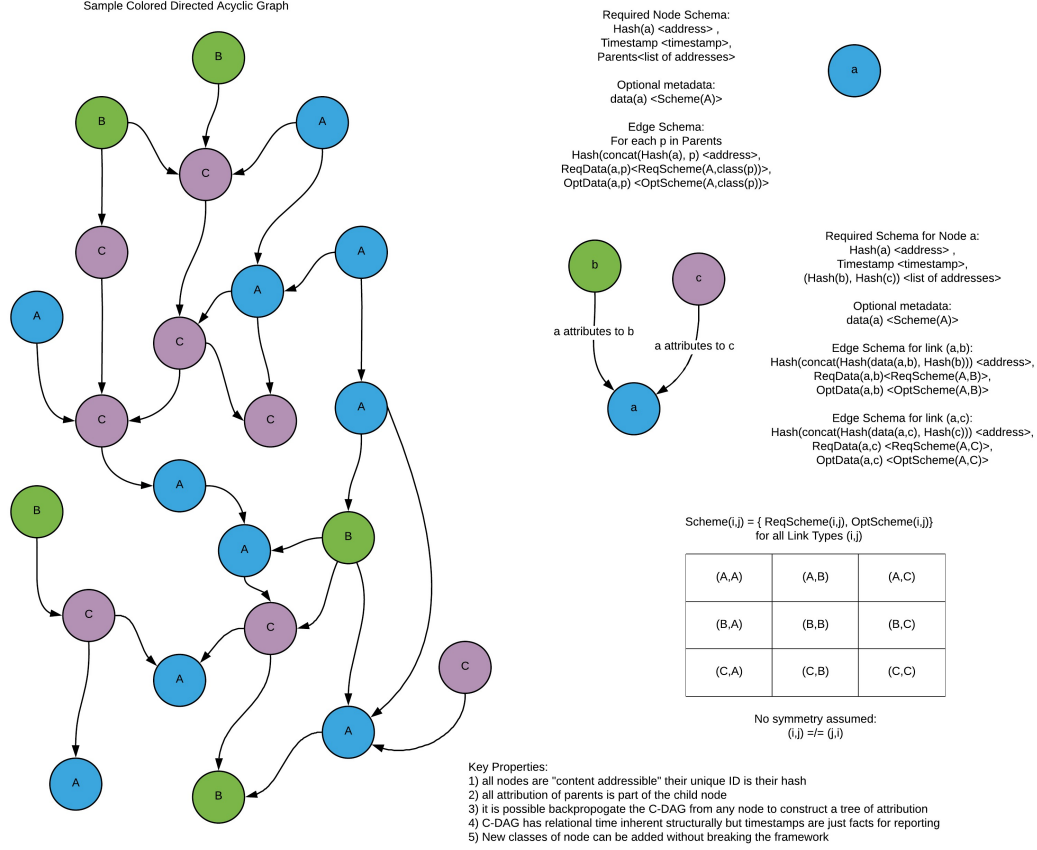 Sample Colored Directed Acyclic Graph
B
B
A
C
C
A
A
A
C
C
C
A
A
B
A
B
C
C
A
C
A
A
B
Required Node Schema:
Hash(a) <address> ,
Timestamp <timestamp>,
Parents<list of addresses>
Optional metadata:
data(a) <Scheme(A)>
Edge Schema:
For each p in Parents
Hash(concat(Hash(a), p) <address>,
ReqData(a,p)<ReqScheme(A,class(p))>,
OptData(a,p) <OptScheme(A,class(p))>
a
b
c
a attributes to b
a attributes to c
a
Required Schema for Node a:
Hash(a) <address> ,
Timestamp <timestamp>,
(Hash(b), Hash(c)) <list of addresses>
Optional metadata:
data(a) <Scheme(A)>
Edge Schema for link (a,b):
Hash(concat(Hash(data(a,b), Hash(b))) <address>,
ReqData(a,b)<ReqScheme(A,B)>,
OptData(a,b) <OptScheme(A,B)>
Edge Schema for link (a,c):
Hash(concat(Hash(data(a,c), Hash(c))) <address>,
ReqData(a,c) <ReqScheme(A,C)>,
OptData(a,c) <OptScheme(A,C)>
Scheme(i,j) = { ReqScheme(i,j), OptScheme(i,j)}
for all Link Types (i,j)
(A,A) (A,B) (A,C)
(B,A) (B,B) (B,C)
(C,A) (C,B) (C,C)
No symmetry assumed:
(i,j) =/= (j,i)
Key Properties:
1) all nodes are "content addressible" their unique ID is their hash
2) all attribution of parents is part of the child node
3) it is possible backpropogate the C-DAG from any node to construct a tree of attribution
4) C-DAG has relational time inherent structurally but timestamps are just facts for reporting
5) New classes of node can be added without breaking the framework